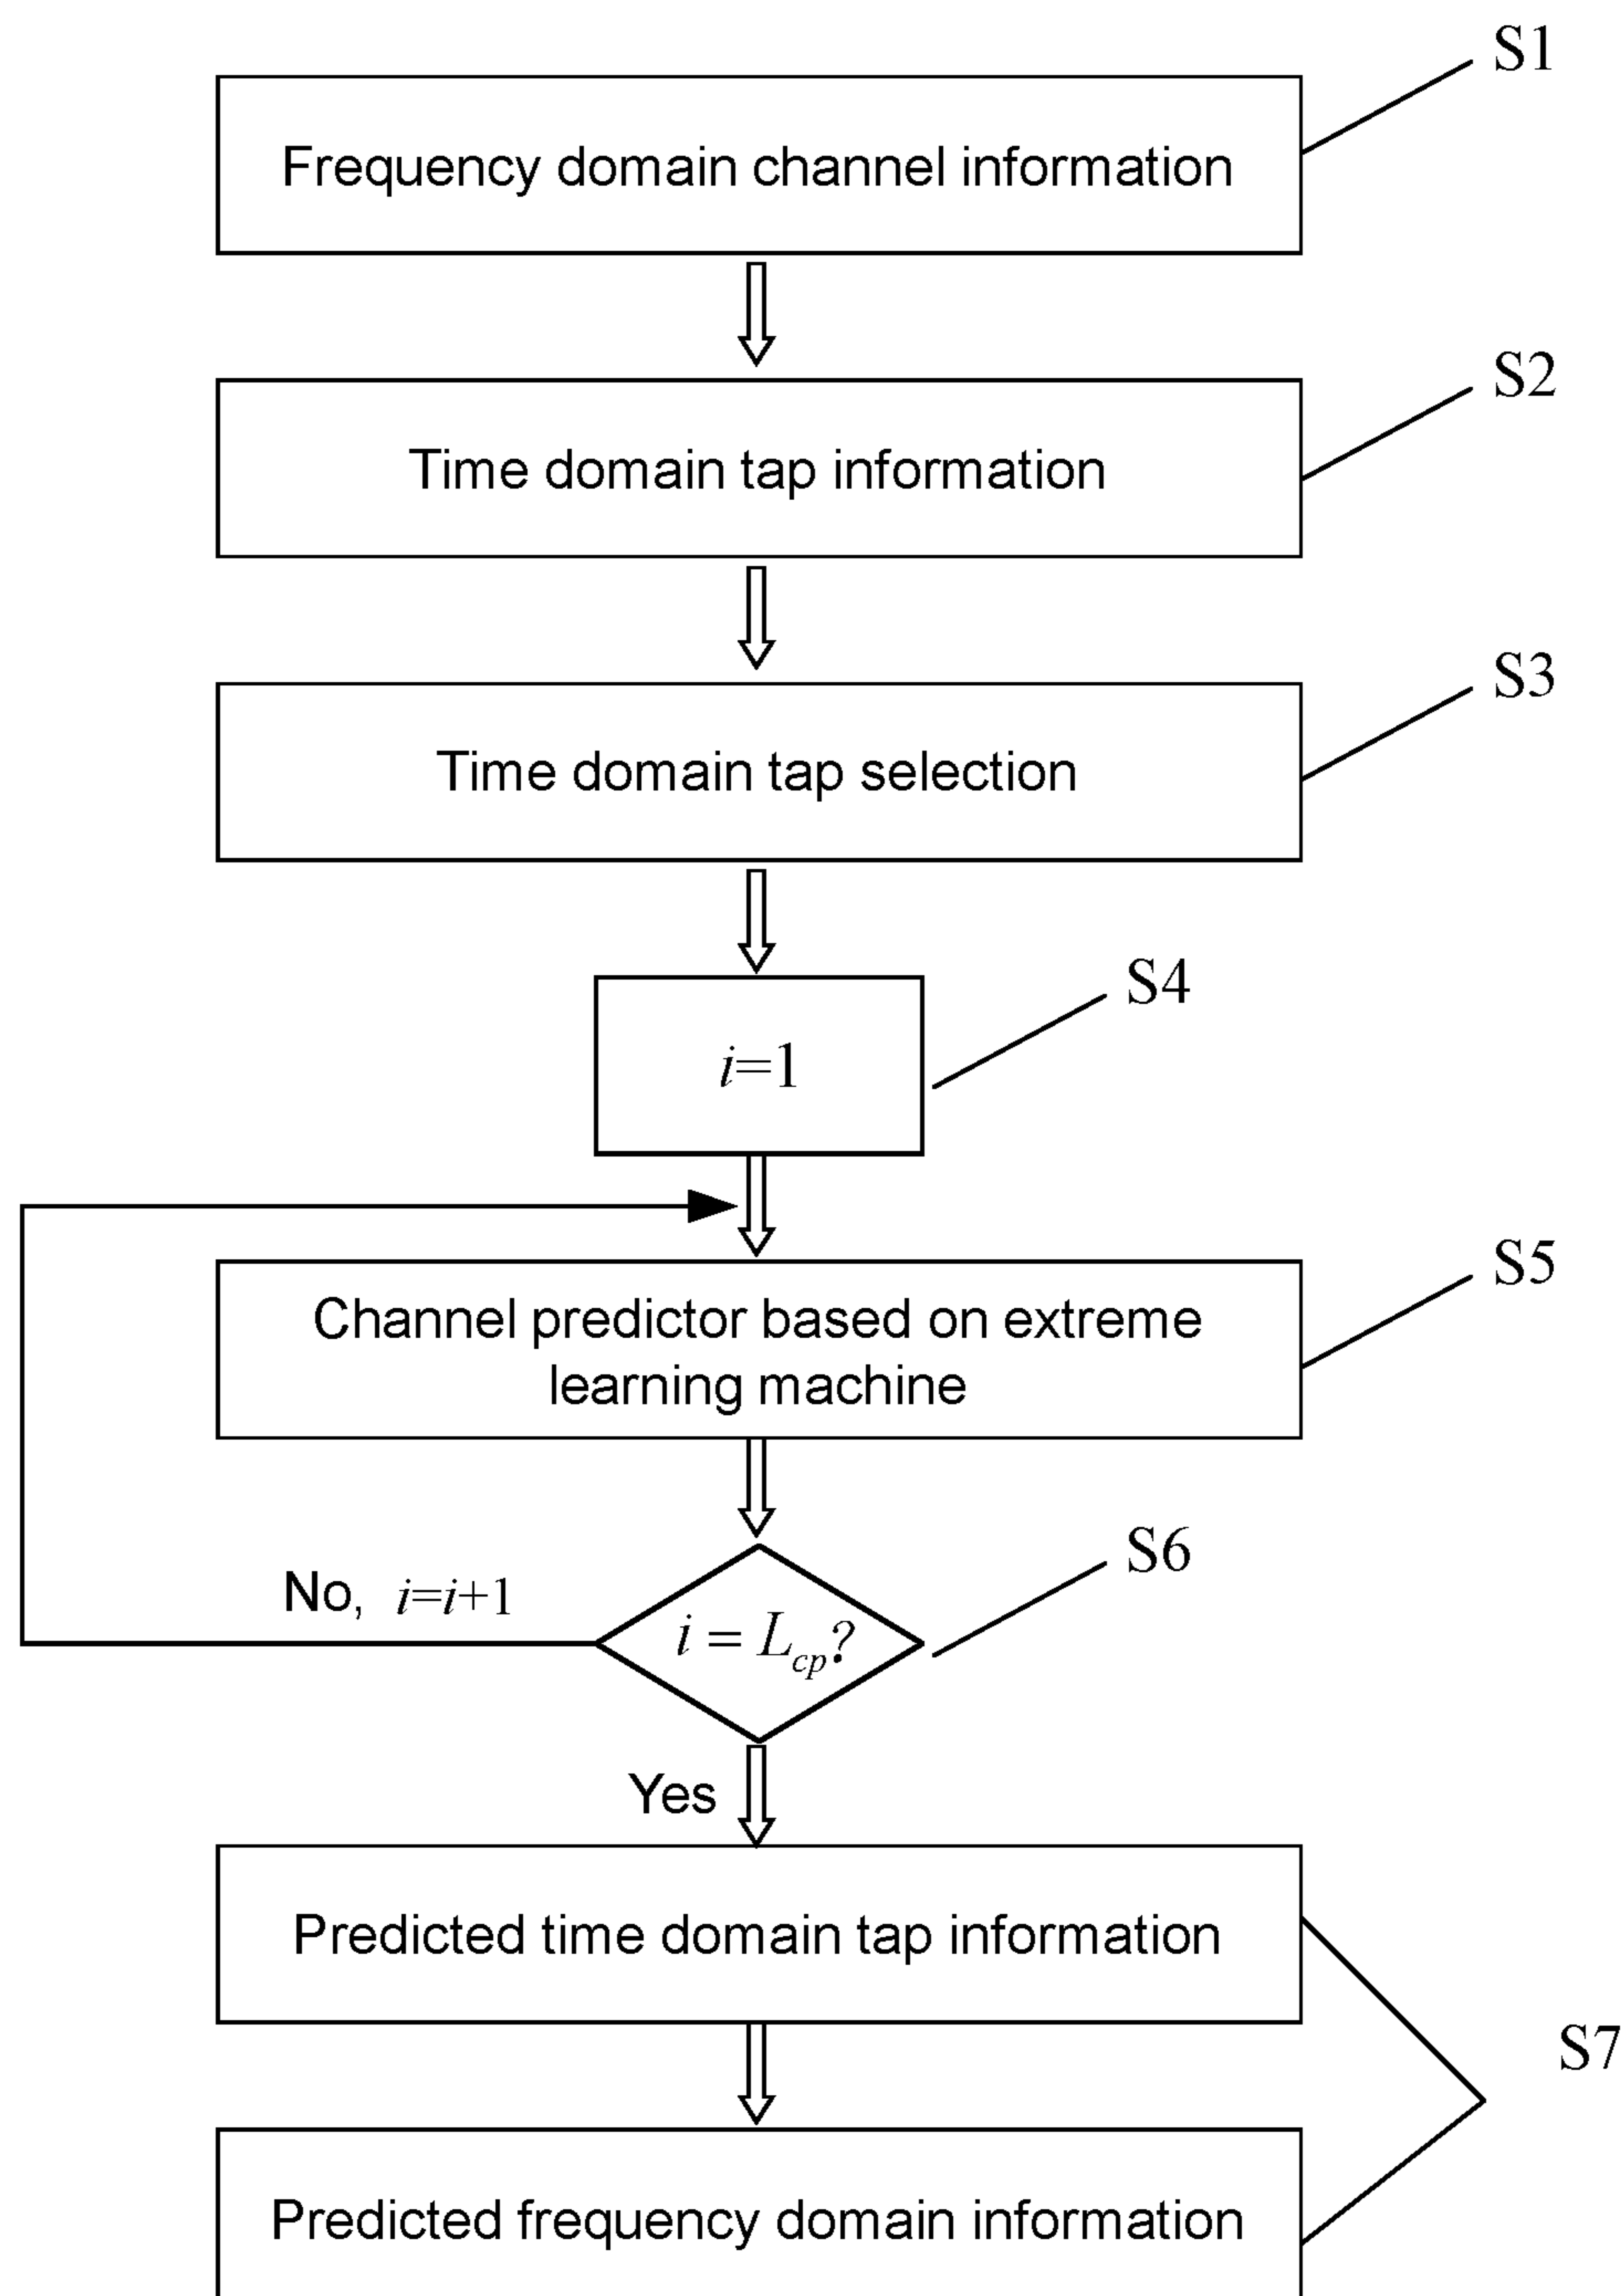 S1
Frequency domain channel information
S2
Time domain tap information
S3
Time domain tap selection
S4
i=1
S5
Channel predictor based on extreme
learning machine
S6
No, i=i+1
i = L_cp?
Yes
Predicted time domain tap information
S7
Predicted frequency domain information